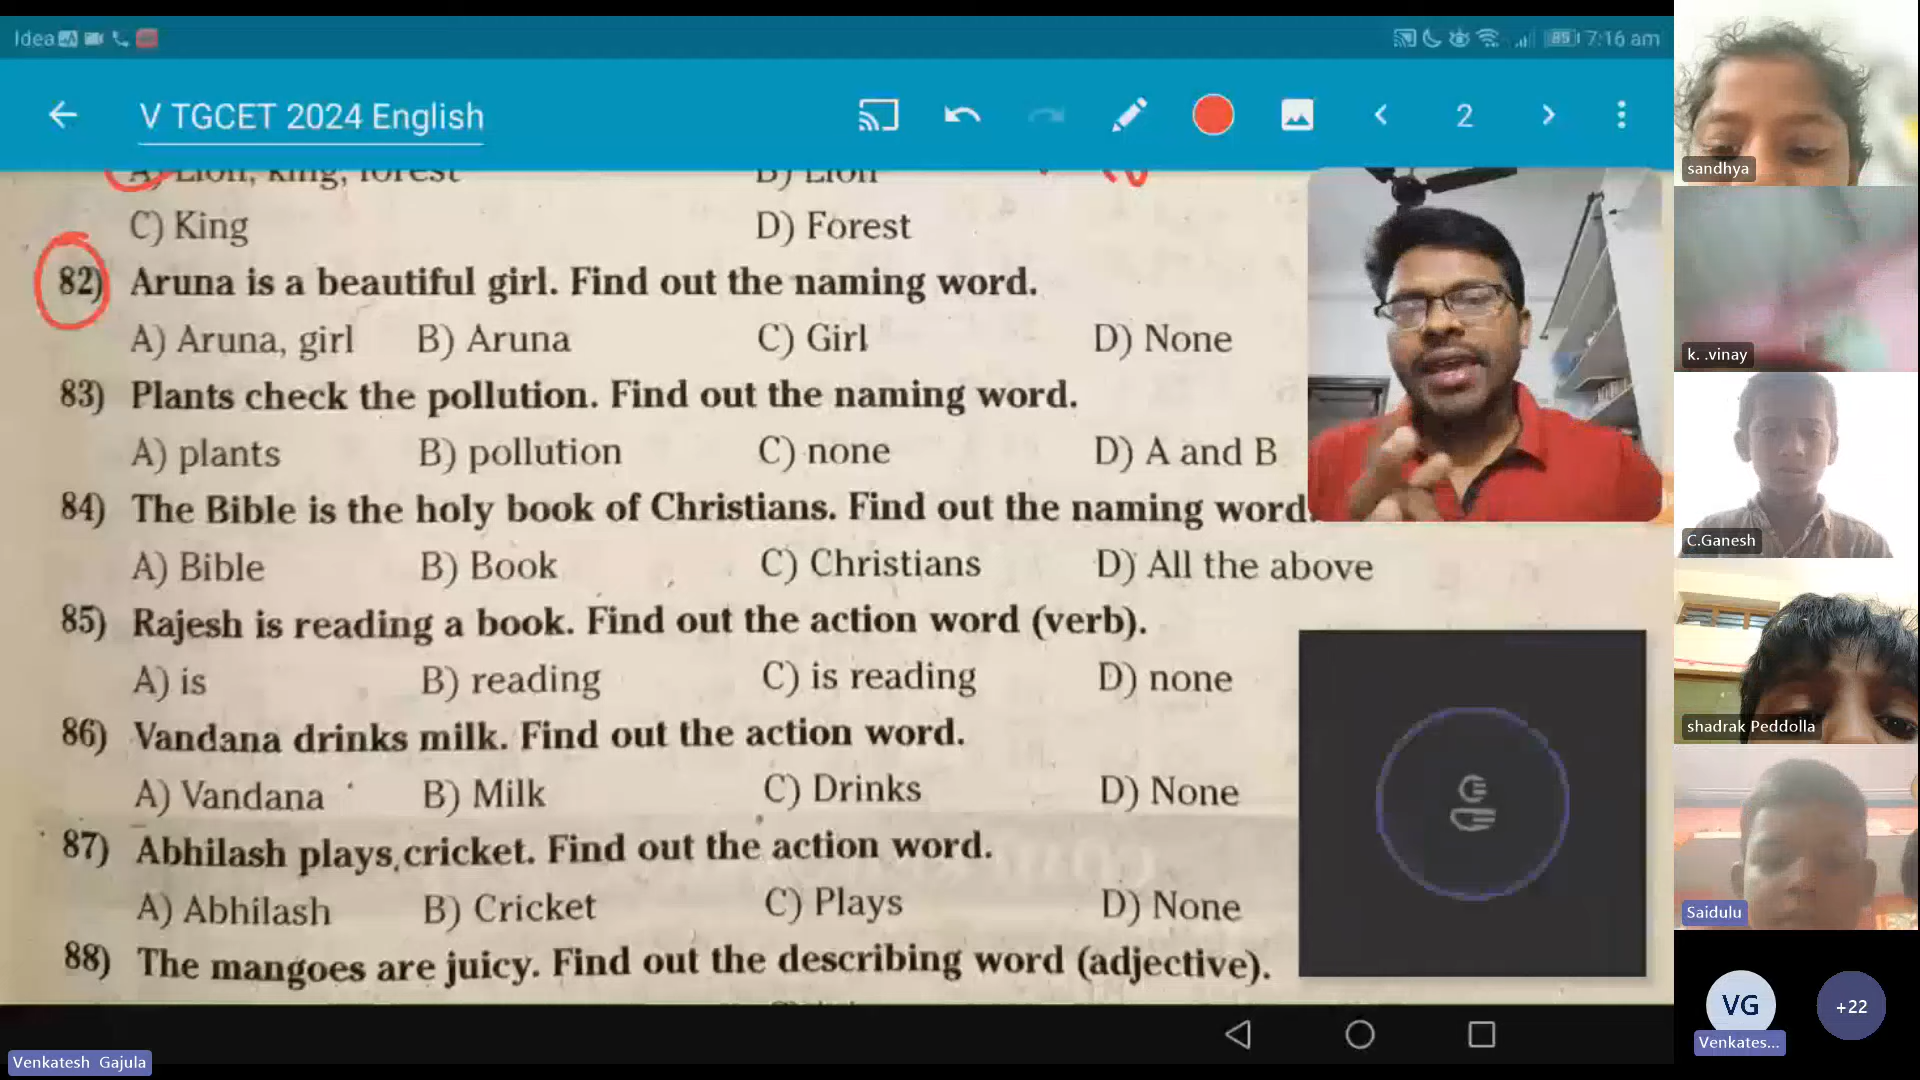 Idea
85 7:16 am
V TGCET 2024 English
2
A) Lion, king, forest B) Lion
C) King D) Forest
82) Aruna is a beautiful girl. Find out the naming word.
A) Aruna, girl B) Aruna C) Girl D) None
83) Plants check the pollution. Find out the naming word.
A) plants B) pollution C) none D) A and B
84) The Bible is the holy book of Christians. Find out the naming word.
A) Bible B) Book C) Christians D) All the above
85) Rajesh is reading a book. Find out the action word (verb).
A) is B) reading C) is reading D) none
86) Vandana drinks milk. Find out the action word.
A) Vandana B) Milk C) Drinks D) None
87) Abhilash plays cricket. Find out the action word.
A) Abhilash B) Cricket C) Plays D) None
88) The mangoes are juicy. Find out the describing word (adjective).
Venkatesh Gajula
sandhya
k. .vinay
C.Ganesh
shadrak Peddolla
Saidulu
VG
Venkates...
+22